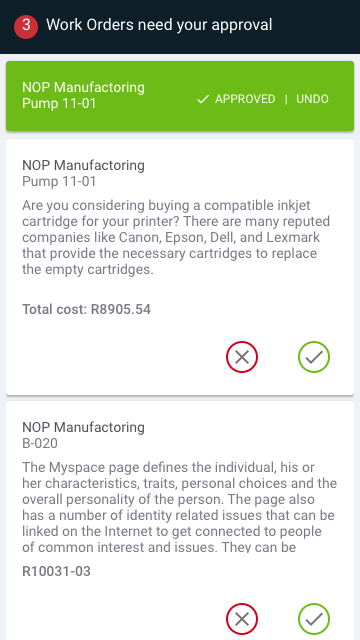 3 Work Orders need your approval
NOP Manufactoring
Pump 11-01
APPROVED | UNDO
NOP Manufactoring
Pump 11-01
Are you considering buying a compatible inkjet
cartridge for your printer? There are many reputed
companies like Canon, Epson, Dell, and Lexmark
that provide the necessary cartridges to replace
the empty cartridges.
Total cost: R8905.54
NOP Manufactoring
B-020
The Myspace page defines the individual, his or
her characteristics, traits, personal choices and the
overall personality of the person. The page also
has a number of identity related issues that can be
linked on the Internet to get connected to people
of common interest and issues. They can be
R10031-03